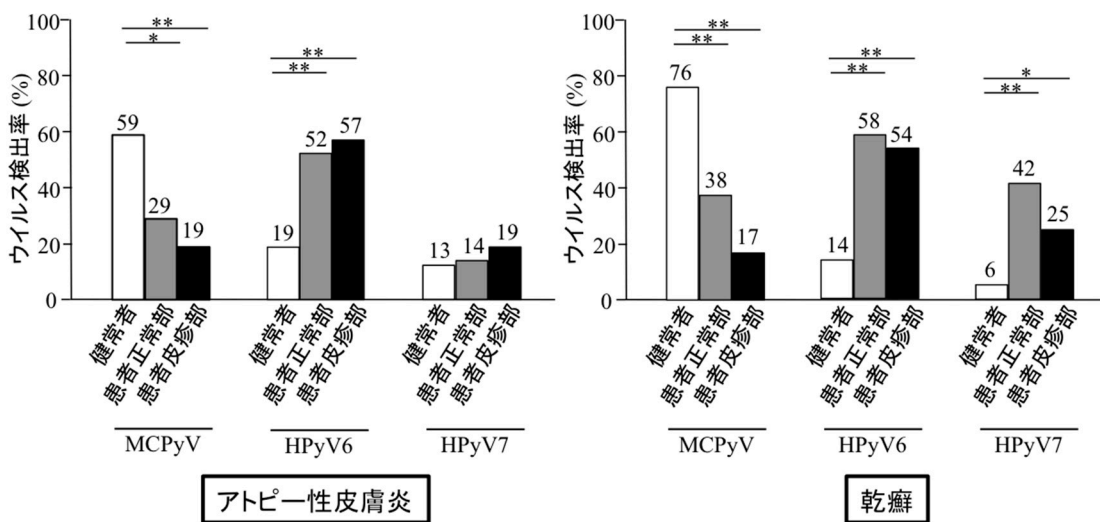 ウイルス検出率 (%)
100
80
60
40
20
0
**
*
59
29
19
**
**
19
52
57
13
14
19
健常者
患者正常部
患者皮疹部
健常者
患者正常部
患者皮疹部
健常者
患者正常部
患者皮疹部
MCPyV
HPyV6
HPyV7
アトピー性皮膚炎
ウイルス検出率 (%)
100
80
60
40
20
0
**
**
76
38
17
**
**
14
58
54
*
**
6
42
25
健常者
患者正常部
患者皮疹部
健常者
患者正常部
患者皮疹部
健常者
患者正常部
患者皮疹部
MCPyV
HPyV6
HPyV7
乾癬